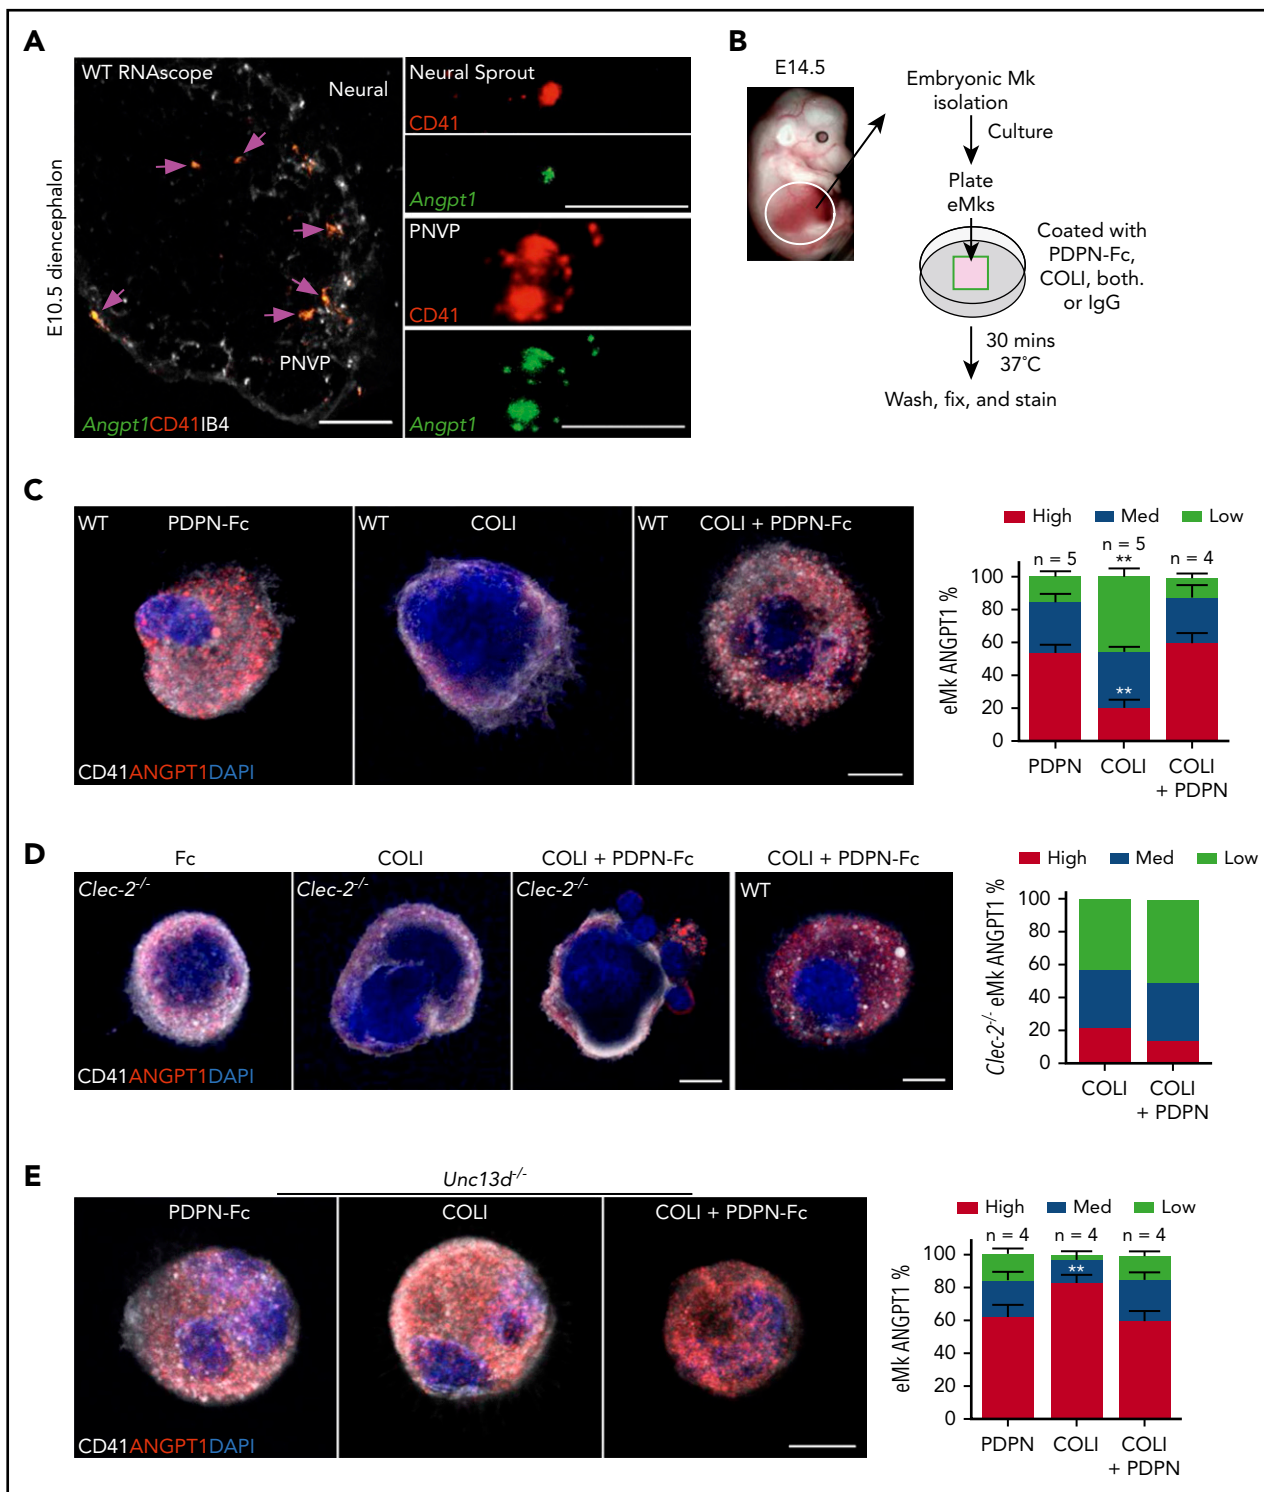 A
WT RNAscope
Neural
E10.5 diencephalon
PNVP
Angpt1CD41IB4
Neural Sprout
CD41
Angpt1
PNVP
CD41
Angpt1
B
E14.5
Embryonic Mk
isolation
Culture
Plate
eMks
Coated with
PDPN-Fc,
COLI, both.
or IgG
30 mins
37°C
Wash, fix, and stain
C
WT
PDPN-Fc
WT
COLI
WT
COLI + PDPN-Fc
CD41ANGPT1DAPI
High
Med
Low
n = 5
n = 5
n = 4
**
**
eMk ANGPT1 %
100
80
60
40
20
0
PDPN
COLI
COLI
+ PDPN
D
Fc
COLI
COLI + PDPN-Fc
COLI + PDPN-Fc
Clec-2-/-
Clec-2-/-
Clec-2-/-
WT
CD41ANGPT1DAPI
High
Med
Low
Clec-2-/- eMk ANGPT1 %
100
80
60
40
20
0
COLI
COLI
+ PDPN
E
Unc13d-/-
PDPN-Fc
COLI
COLI + PDPN-Fc
CD41ANGPT1DAPI
High
Med
Low
n = 4
n = 4
n = 4
**
eMk ANGPT1 %
100
80
60
40
20
0
PDPN
COLI
COLI
+ PDPN